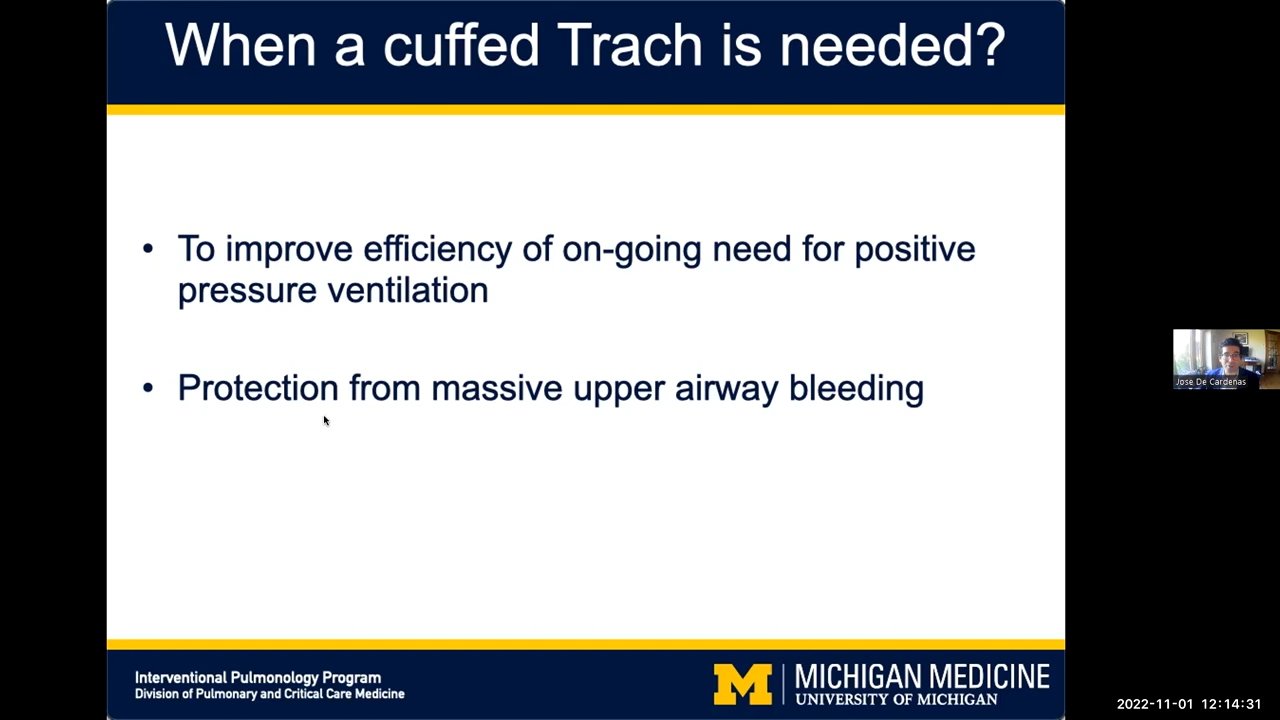 When a cuffed Trach is needed?
• To improve efficiency of on-going need for positive
pressure ventilation
• Protection from massive upper airway bleeding
Jose De Cardenas
Interventional Pulmonology Program
Division of Pulmonary and Critical Care Medicine
M | MICHIGAN MEDICINE
UNIVERSITY OF MICHIGAN
2022-11-01 12:14:31